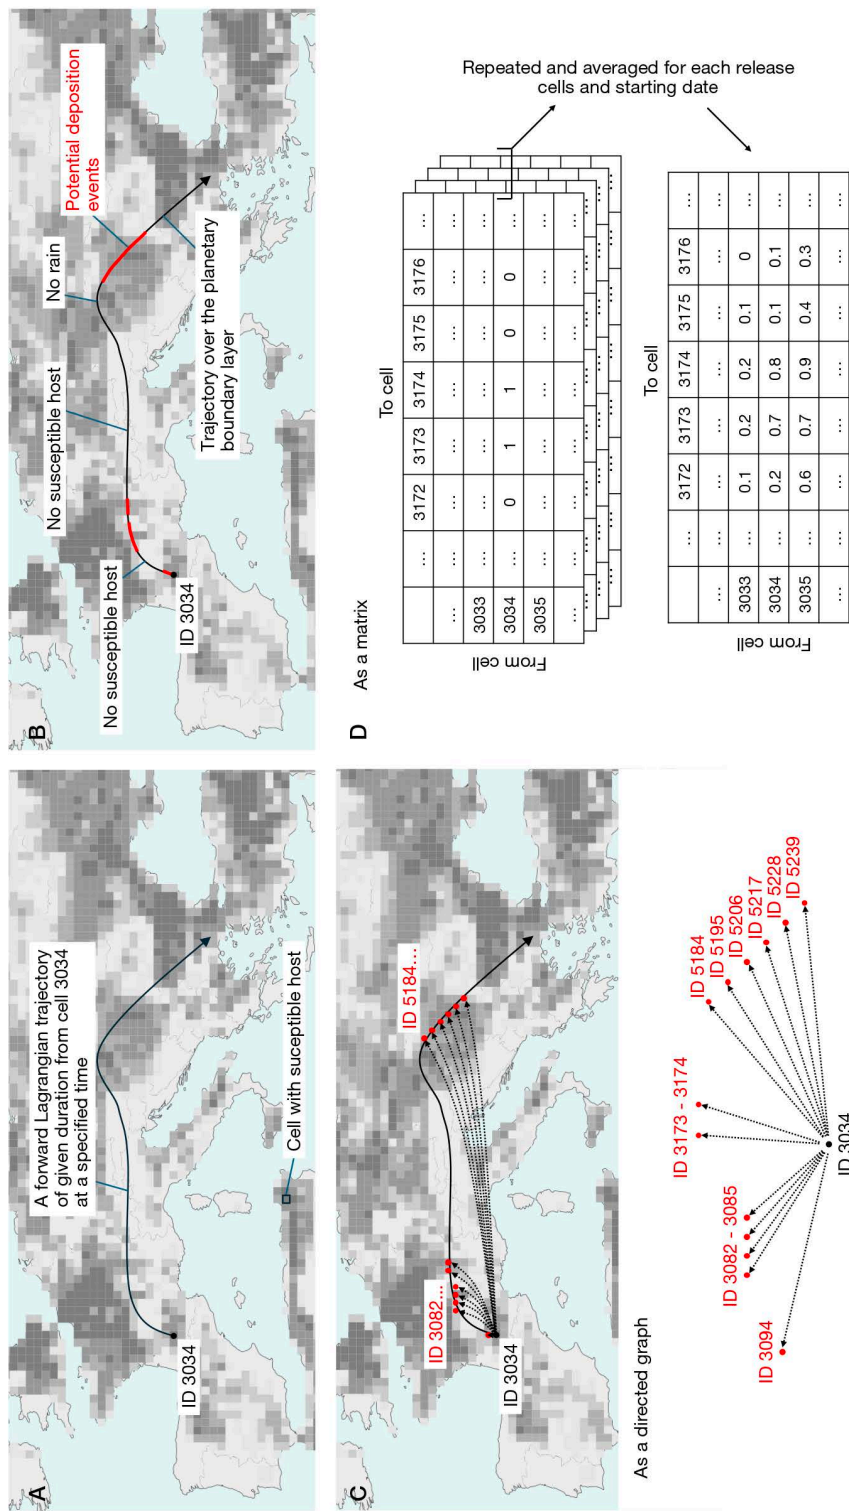 A
A forward Lagrangian trajectory
of given duration from cell 3034
at a specified time
ID 3034
Cell with suceptible host
B
No susceptible host
No susceptible host
No rain
Potential deposition
events
Trajectory over the planetary
boundary layer
ID 3034
C
ID 3082...
ID 5184...
ID 3034
As a directed graph
ID 3094
ID 3082 - 3085
ID 3173 - 3174
ID 5184
ID 5195
ID 5206
ID 5217
ID 5228
ID 5239
ID 3034
D
As a matrix
To cell
From cell
... 3172 3173 3174 3175 3176 ...
... ... ... ... ... ... ... ...
3033 ... ... ... ... ... ... ...
3034 ... 0 1 1 0 0 ...
3035 ... ... ... ... ... ... ...
... ... ... ... ... ... ... ...
Repeated and averaged for each release
cells and starting date
To cell
From cell
... 3172 3173 3174 3175 3176 ...
... ... ... ... ... ... ... ...
3033 ... 0.1 0.2 0.2 0.1 0 ...
3034 ... 0.2 0.7 0.8 0.1 0.1 ...
3035 ... 0.6 0.7 0.9 0.4 0.3 ...
... ... ... ... ... ... ... ...